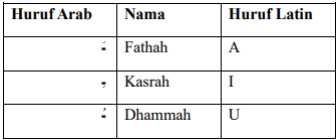 Huruf Arab Nama Huruf Latin
Fathah A
Kasrah I
Dhammah U